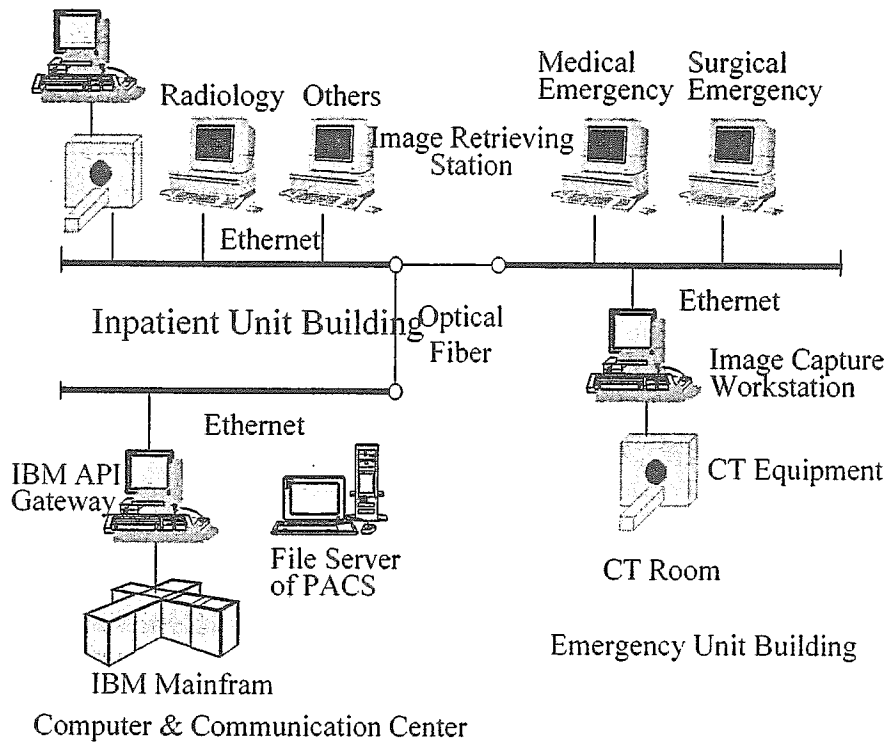 Radiology
Others
Image Retrieving
Station
Medical
Emergency
Surgical
Emergency
Ethernet
Ethernet
Inpatient Unit Building
Optical
Fiber
Image Capture
Workstation
Ethernet
IBM API
Gateway
CT Equipment
File Server
of PACS
CT Room
IBM Mainfram
Emergency Unit Building
Computer & Communication Center